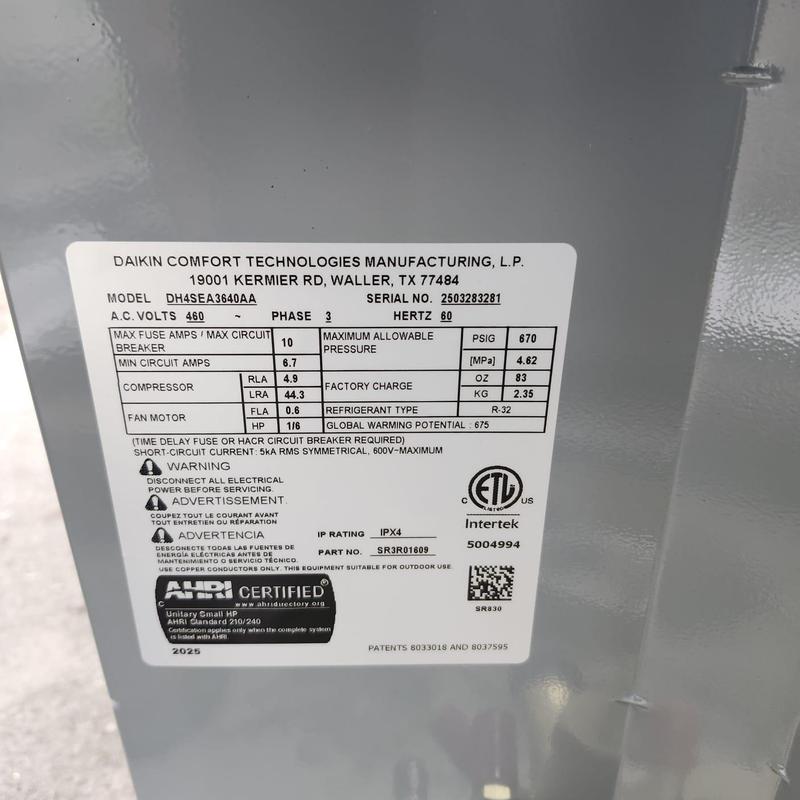 DAIKIN COMFORT TECHNOLOGIES MANUFACTURING, L.P.
19001 KERMIER RD, WALLER, TX 77484
MODEL DH4SEA3640AA SERIAL NO. 2503283281
A.C. VOLTS 460 ~ PHASE 3 HERTZ 60
MAX FUSE AMPS / MAX CIRCUIT BREAKER 10
MIN CIRCUIT AMPS 6.7
COMPRESSOR RLA 4.9
LRA 44.3
FAN MOTOR FLA 0.6
HP 1/6
MAXIMUM ALLOWABLE PRESSURE PSIG 670
[MPa] 4.62
FACTORY CHARGE OZ 83
KG 2.35
REFRIGERANT TYPE R-32
GLOBAL WARMING POTENTIAL : 675
(TIME DELAY FUSE OR HACR CIRCUIT BREAKER REQUIRED)
SHORT-CIRCUIT CURRENT: 5kA RMS SYMMETRICAL, 600V~MAXIMUM
WARNING
DISCONNECT ALL ELECTRICAL
POWER BEFORE SERVICING.
AVERTISSEMENT
COUPEZ TOUT LE COURANT AVANT
TOUT ENTRETIEN OU RÉPARATION
ADVERTENCIA
DESCONECTE TODAS LAS FUENTES DE
ENERGÍA ELÉCTRICAS ANTES DE
MANTENIMIENTO O SERVICIO TÉCNICO.
IP RATING IPX4
PART NO. SR3R01609
USE COPPER CONDUCTORS ONLY. THIS EQUIPMENT SUITABLE FOR OUTDOOR USE.
C ETL US
LISTED
Intertek
5004994
SR830
AHRI CERTIFIED®
C www.ahridirectory.org
Unitary Small HP
AHRI Standard 210/240
Certification applies only when the complete system
is listed with AHRI.
2025
PATENTS 8033018 AND 8037595